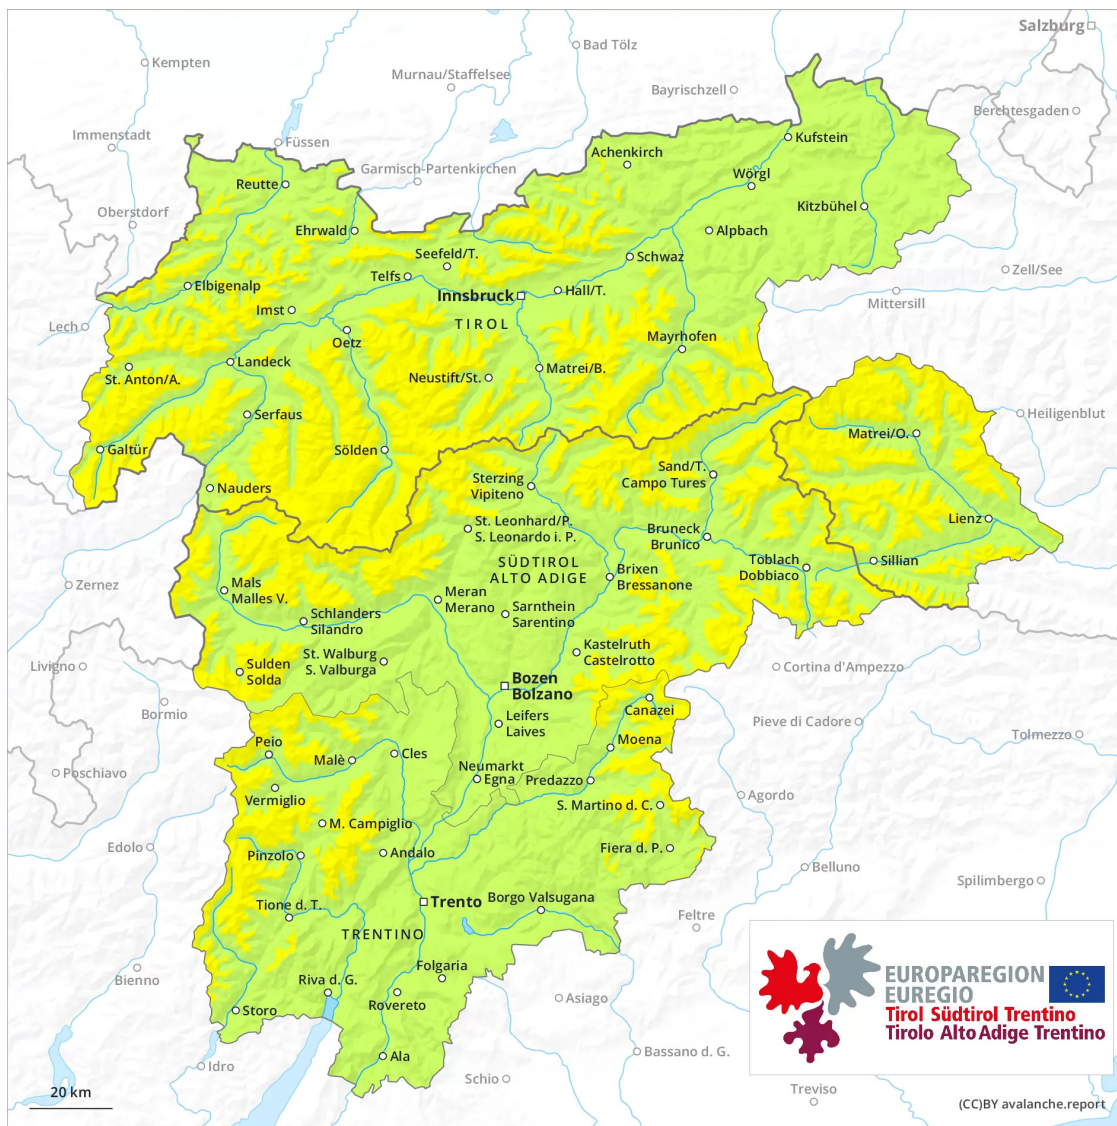 Salzburg
Kempten
Bad Tölz
Murnau/Staffelsee
Bayrischzell
Berchtesgaden
Immenstadt
Füssen
Kufstein
Achenkirch
Garmisch-Partenkirchen
Wörgl
Reutte
Oberstdorf
Kitzbühel
Ehrwald
Alpbach
Seefeld/T.
Schwaz
Telfs
Zell/See
Elbigenalp
Innsbruck
Hall/T.
Mittersill
Imst
TIROL
Lech
Oetz
Mayrhofen
Landeck
Matrei/B.
St. Anton/A.
Neustift/St.
Serfaus
Heiligenblut
Matrei/O.
Galtür
Sölden
Sand/T.
Campo Tures
Sterzing
Vipiteno
Nauders
Lienz
St. Leonhard/P.
S. Leonardo i. P.
Bruneck
Brunico
SÜDTIROL
ALTO ADIGE
Toblach
Dobbiaco
Sillian
Zernez
Brixen
Bressanone
Mals
Malles V.
Meran
Merano
Sarnthein
Sarentino
Schlanders
Silandro
Kastelruth
Castelrotto
St. Walburg
S. Valburga
Livigno
Sulden
Solda
Cortina d'Ampezzo
Bozen
Bolzano
Canazei
Bormio
Leifers
Laives
Pieve di Cadore
Tolmezzo
Moena
Peio
Cles
Malè
Poschiavo
Neumarkt
Egna
Predazzo
Vermiglio
Agordo
S. Martino d. C.
M. Campiglio
Edolo
Pinzolo
Andalo
Fiera d. P.
Belluno
Spilimbergo
Trento
Borgo Valsugana
Tione d. T.
Feltre
TRENTINO
Folgaria
Bienno
Riva d. G.
Rovereto
Asiago
Storo
EUROPAREGION
EUREGIO
Tirol Südtirol Trentino
Tirolo Alto Adige Trentino
Ala
Bassano d. G.
Idro
Schio
Treviso
20 km
(CC)BY avalanche.report